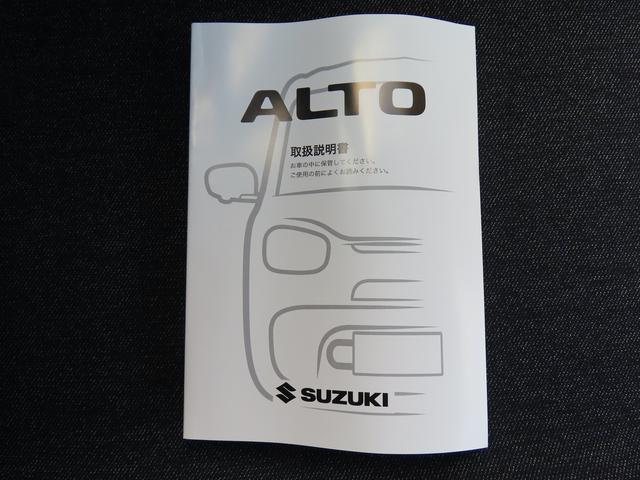 ALTO
取扱説明書
お車の中に保管してください。
ご使用の前によくお読みください。
SUZUKI